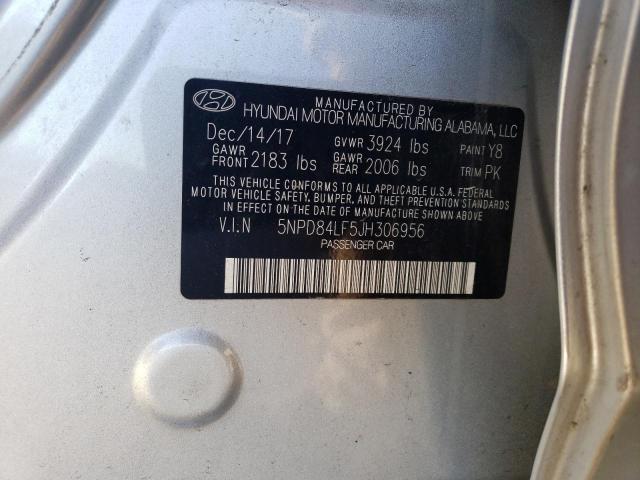 MANUFACTURED BY
HYUNDAI MOTOR MANUFACTURING ALABAMA, LLC
Dec/14/17 GVWR 3924 lbs PAINT Y8
GAWR FRONT 2183 lbs GAWR REAR 2006 lbs TRIM PK
THIS VEHICLE CONFORMS TO ALL APPLICABLE U.S.A. FEDERAL
MOTOR VEHICLE SAFETY, BUMPER, AND THEFT PREVENTION STANDARDS
IN EFFECT ON THE DATE OF MANUFACTURE SHOWN ABOVE.
V.I.N 5NPD84LF5JH306956
PASSENGER CAR